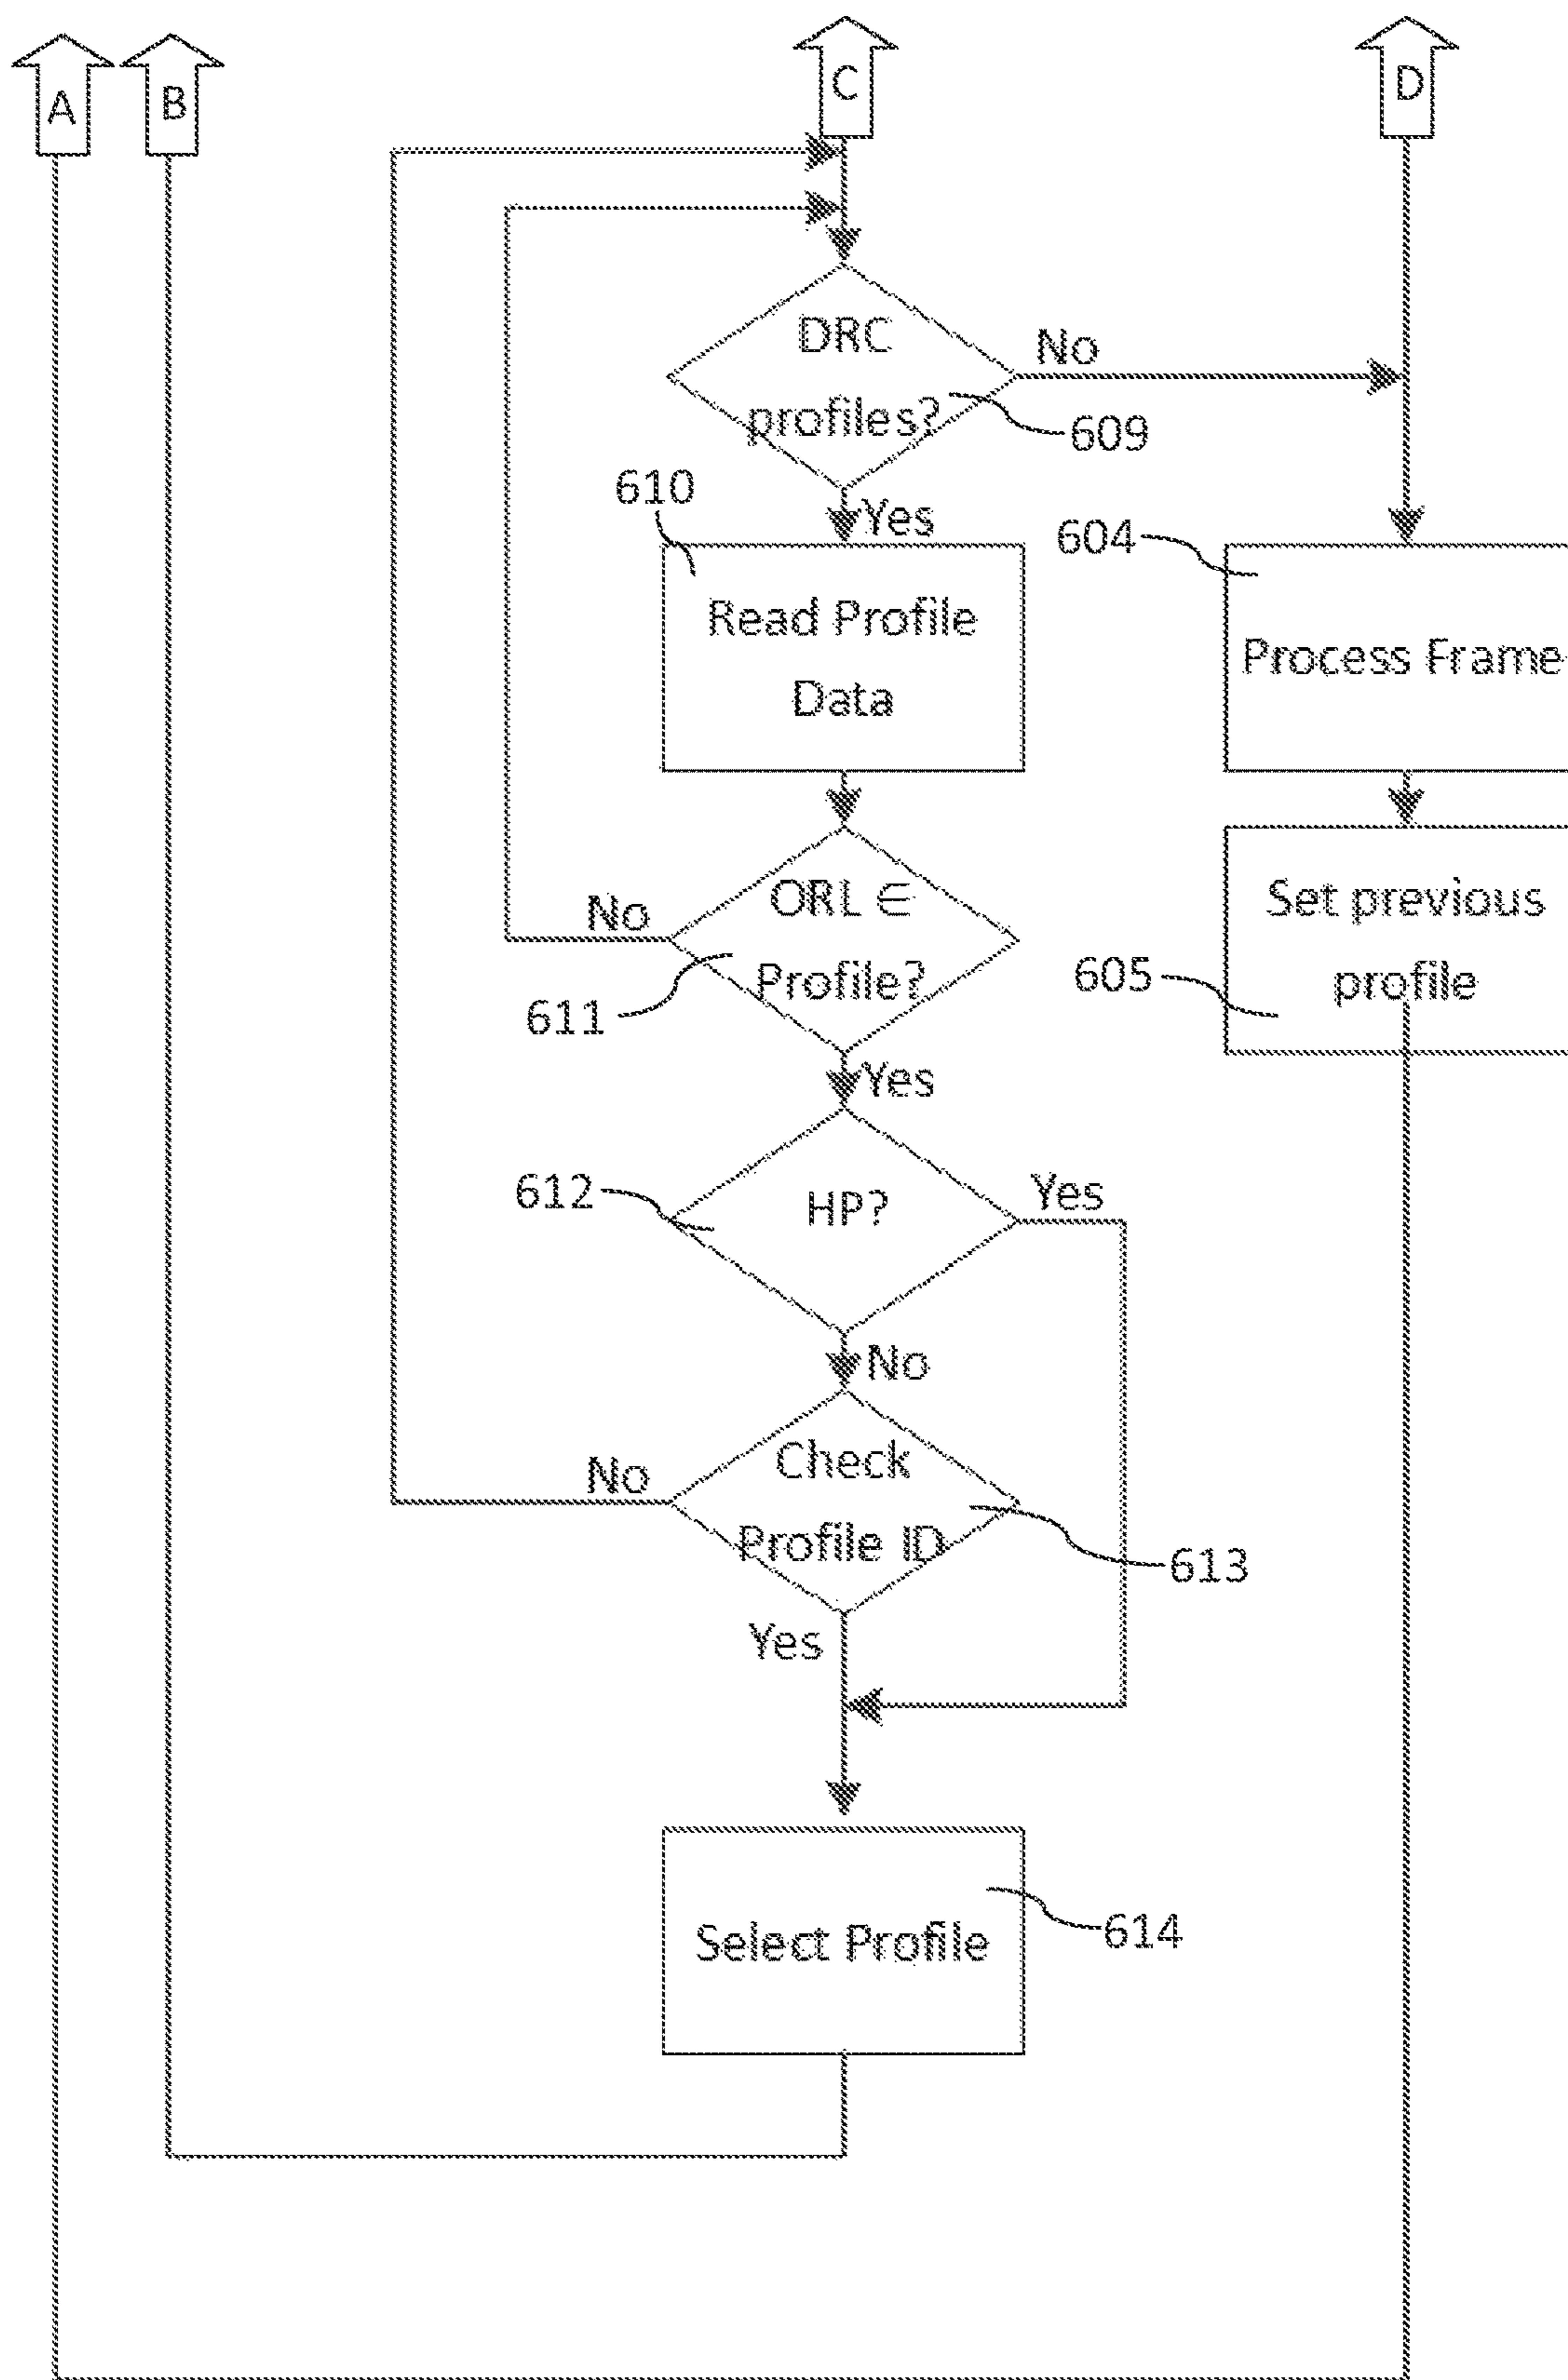 A
B
C
D
DRC
profiles?
No
609
610
Yes
604
Read Profile
Data
Process Frame
No
ORL ∈
Profile?
611
Set previous
profile
605
Yes
612
HP?
Yes
No
No
Check
Profile ID
613
Yes
Select Profile
614